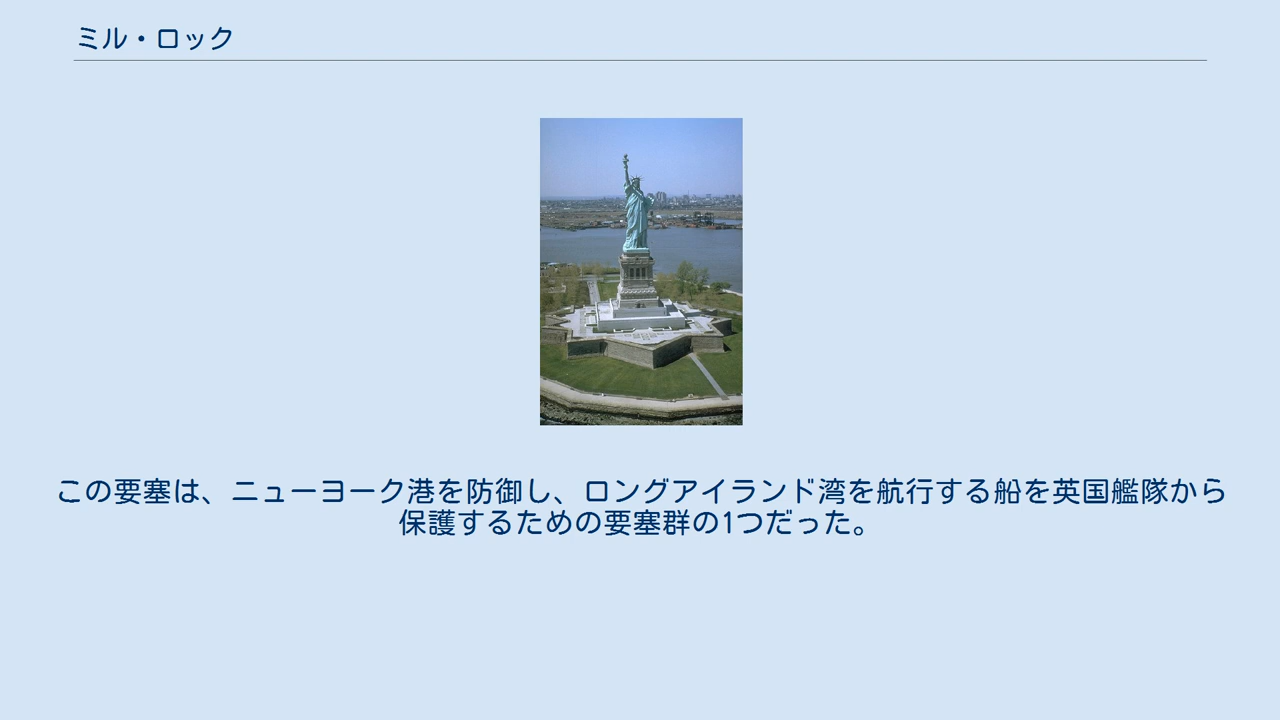 ミル・ロック
この要塞は、ニューヨーク港を防御し、ロングアイランド湾を航行する船を英国艦隊から
保護するための要塞群の1つだった。